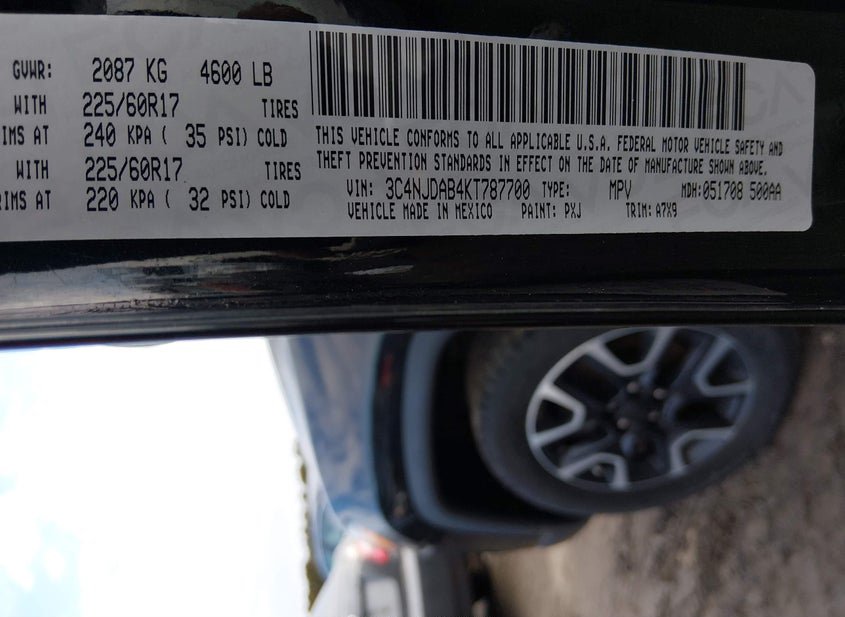 GVWR: 2087 KG 4600 LB
WITH 225/60R17 TIRES
IMS AT 240 KPA ( 35 PSI) COLD
WITH 225/60R17 TIRES
RIMS AT 220 KPA ( 32 PSI) COLD
THIS VEHICLE CONFORMS TO ALL APPLICABLE U.S.A. FEDERAL MOTOR VEHICLE SAFETY AND
THEFT PREVENTION STANDARDS IN EFFECT ON THE DATE OF MANUFACTURE SHOWN ABOVE.
VIN: 3C4NJDAB4KT787700 TYPE: MPV MDH:051708 500AA
VEHICLE MADE IN MEXICO PAINT: PXJ TRIM: A7X9